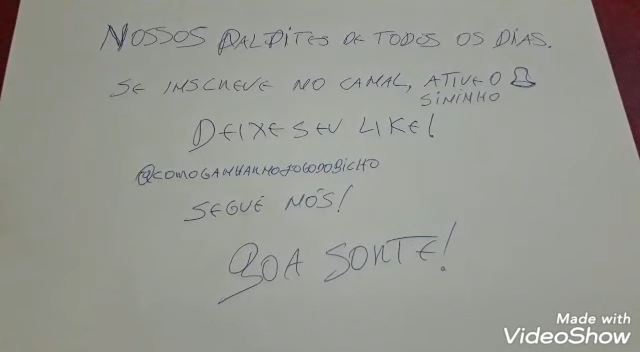 NOSSOS PALPITES DE TODOS OS DIAS.
SE INSCREVE NO CANAL, ATIVE O
SININHO
DEIXE SEU LIKE!
@COMOGANHARNOJOGODOBICHO
SEGUE NÓS!
BOA SORTE!
Made with
VideoShow